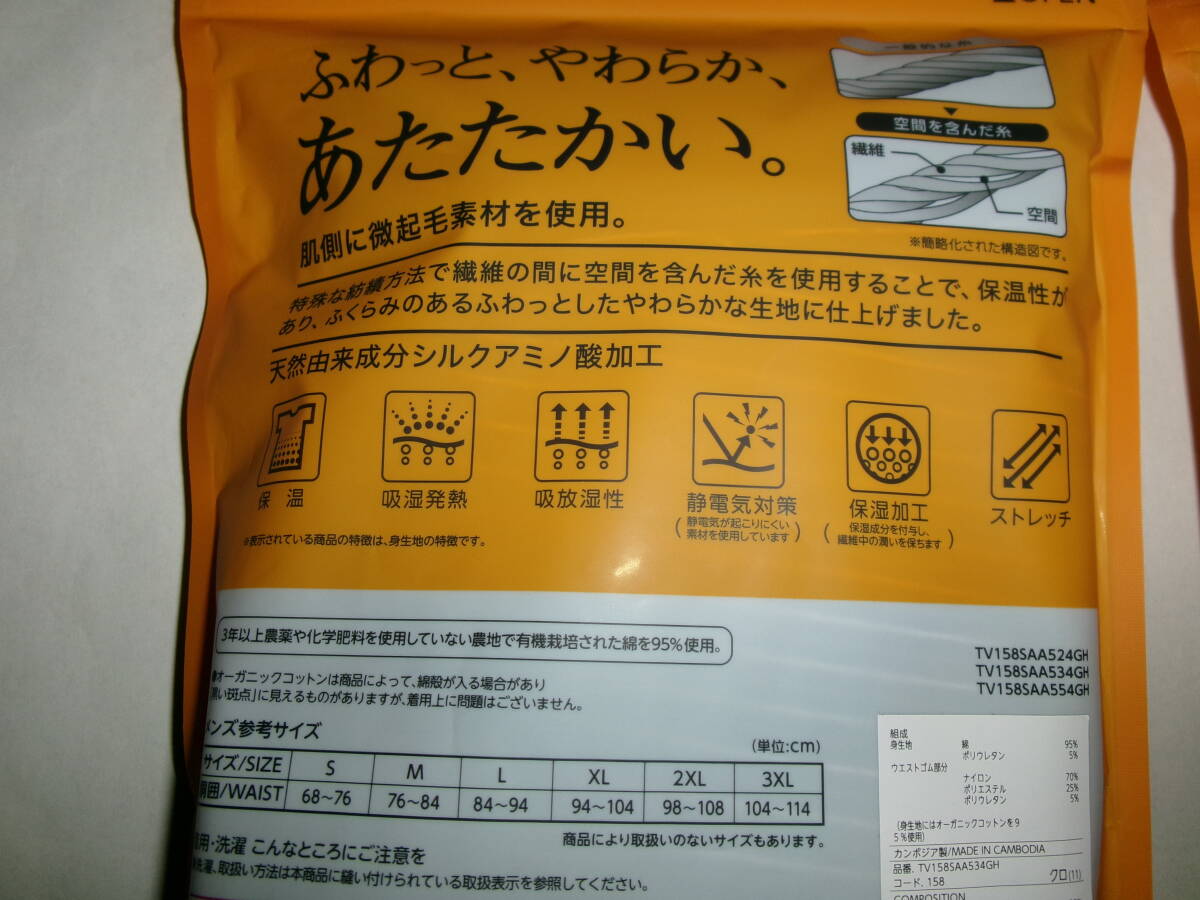 OPEN
ふわっと、やわらか、
あたたかい。
肌側に微起毛素材を使用。
一般的な糸
空間を含んだ糸
繊維
空間
※簡略化された構造図です。
特殊な紡績方法で繊維の間に空間を含んだ糸を使用することで、保温性が
あり、ふくらみのあるふわっとしたやわらかな生地に仕上げました。
天然由来成分シルクアミノ酸加工
保温
吸湿発熱
吸放湿性
静電気対策
(静電気が起こりにくい
素材を使用しています)
保湿加工
(保湿成分を付与し、
繊維中の潤いを保ちます)
ストレッチ
※表示されている商品の特徴は、身生地の特徴です。
3年以上農薬や化学肥料を使用していない農地で有機栽培された綿を95%使用。
●オーガニックコットンは商品によって、綿殻が入る場合があり
黒い斑点」に見えるものがありますが、着用上に問題はございません。
TV158SAA524GH
TV158SAA534GH
TV158SAA554GH
メンズ参考サイズ
(単位:cm)
サイズ/SIZE S M L XL 2XL 3XL
胴囲/WAIST 68～76 76～84 84～94 94～104 98～108 104～114
商品により取扱いのないサイズもあります。
用・洗濯 こんなところにご注意を
洗濯、取扱い方法は本商品に縫い付けられている取扱表示を参照してください。
組成
身生地 綿 95%
ポリウレタン 5%
ウエストゴム部分
ナイロン 70%
ポリエステル 25%
ポリウレタン 5%
(身生地にはオーガニックコットンを9
5%使用)
カンボジア製/MADE IN CAMBODIA
品番. TV158SAA534GH
コード. 158 クロ(11)
COMPOSITION